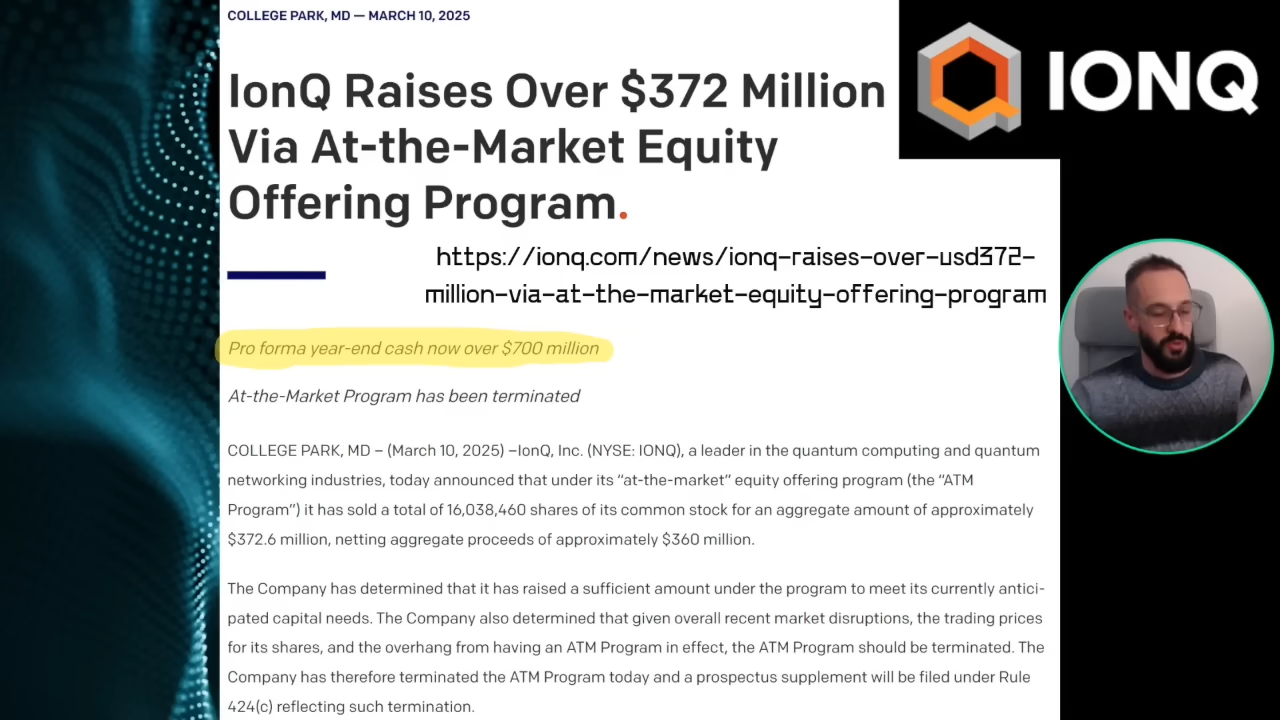 COLLEGE PARK, MD — MARCH 10, 2025
IONQ
IonQ Raises Over $372 Million
Via At-the-Market Equity
Offering Program.
https://ionq.com/news/ionq-raises-over-usd372-
million-via-at-the-market-equity-offering-program
Pro forma year-end cash now over $700 million
At-the-Market Program has been terminated
COLLEGE PARK, MD – (March 10, 2025) –IonQ, Inc. (NYSE: IONQ), a leader in the quantum computing and quantum
networking industries, today announced that under its “at-the-market” equity offering program (the “ATM
Program”) it has sold a total of 16,038,460 shares of its common stock for an aggregate amount of approximately
$372.6 million, netting aggregate proceeds of approximately $360 million.
The Company has determined that it has raised a sufficient amount under the program to meet its currently antici-
pated capital needs. The Company also determined that given overall recent market disruptions, the trading prices
for its shares, and the overhang from having an ATM Program in effect, the ATM Program should be terminated. The
Company has therefore terminated the ATM Program today and a prospectus supplement will be filed under Rule
424(c) reflecting such termination.